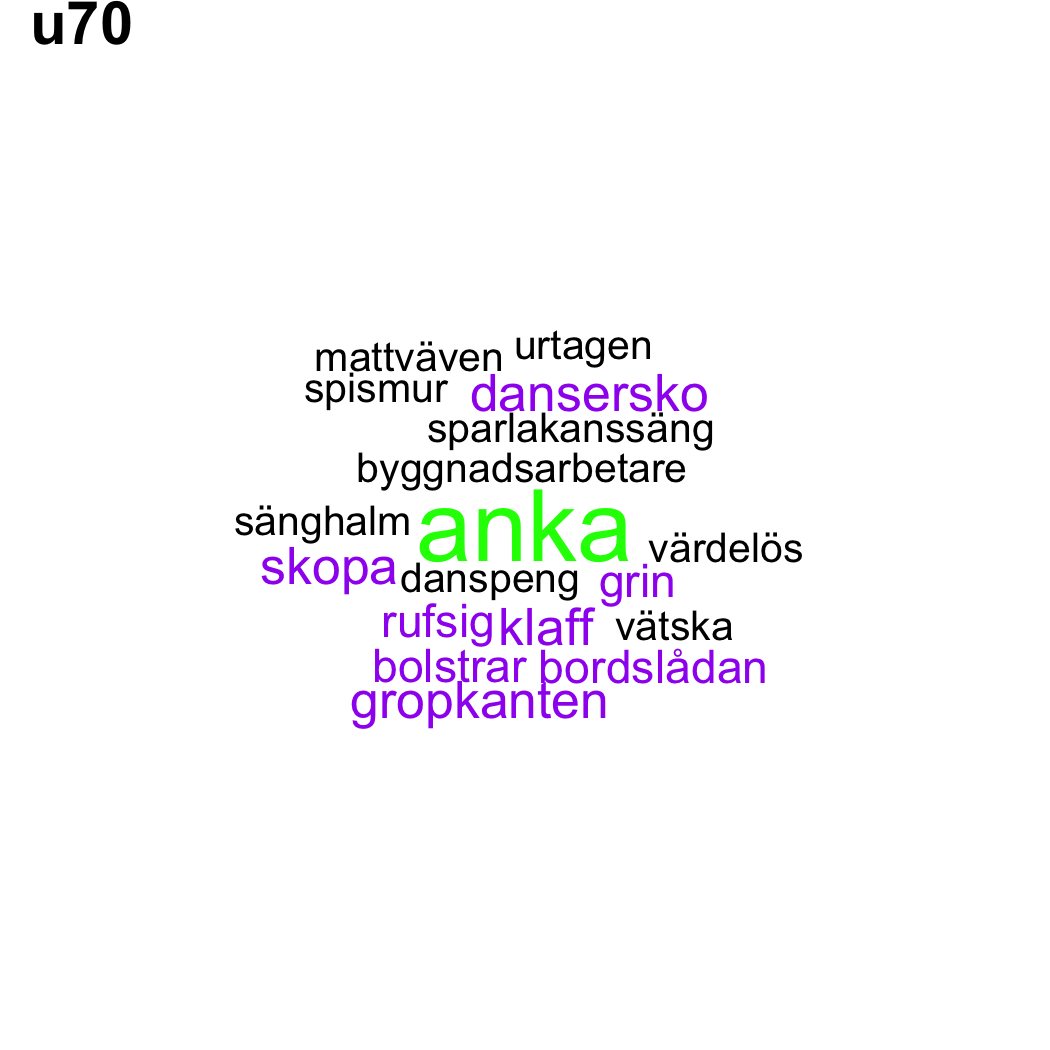 u70
mattväven urtagen
spismur dansersko
sparlakanssäng
byggnadsarbetare
sänghalm anka värdelös
skopa danspeng grin
rufsig klaff vätska
bolstrar bordslådan
gropkanten